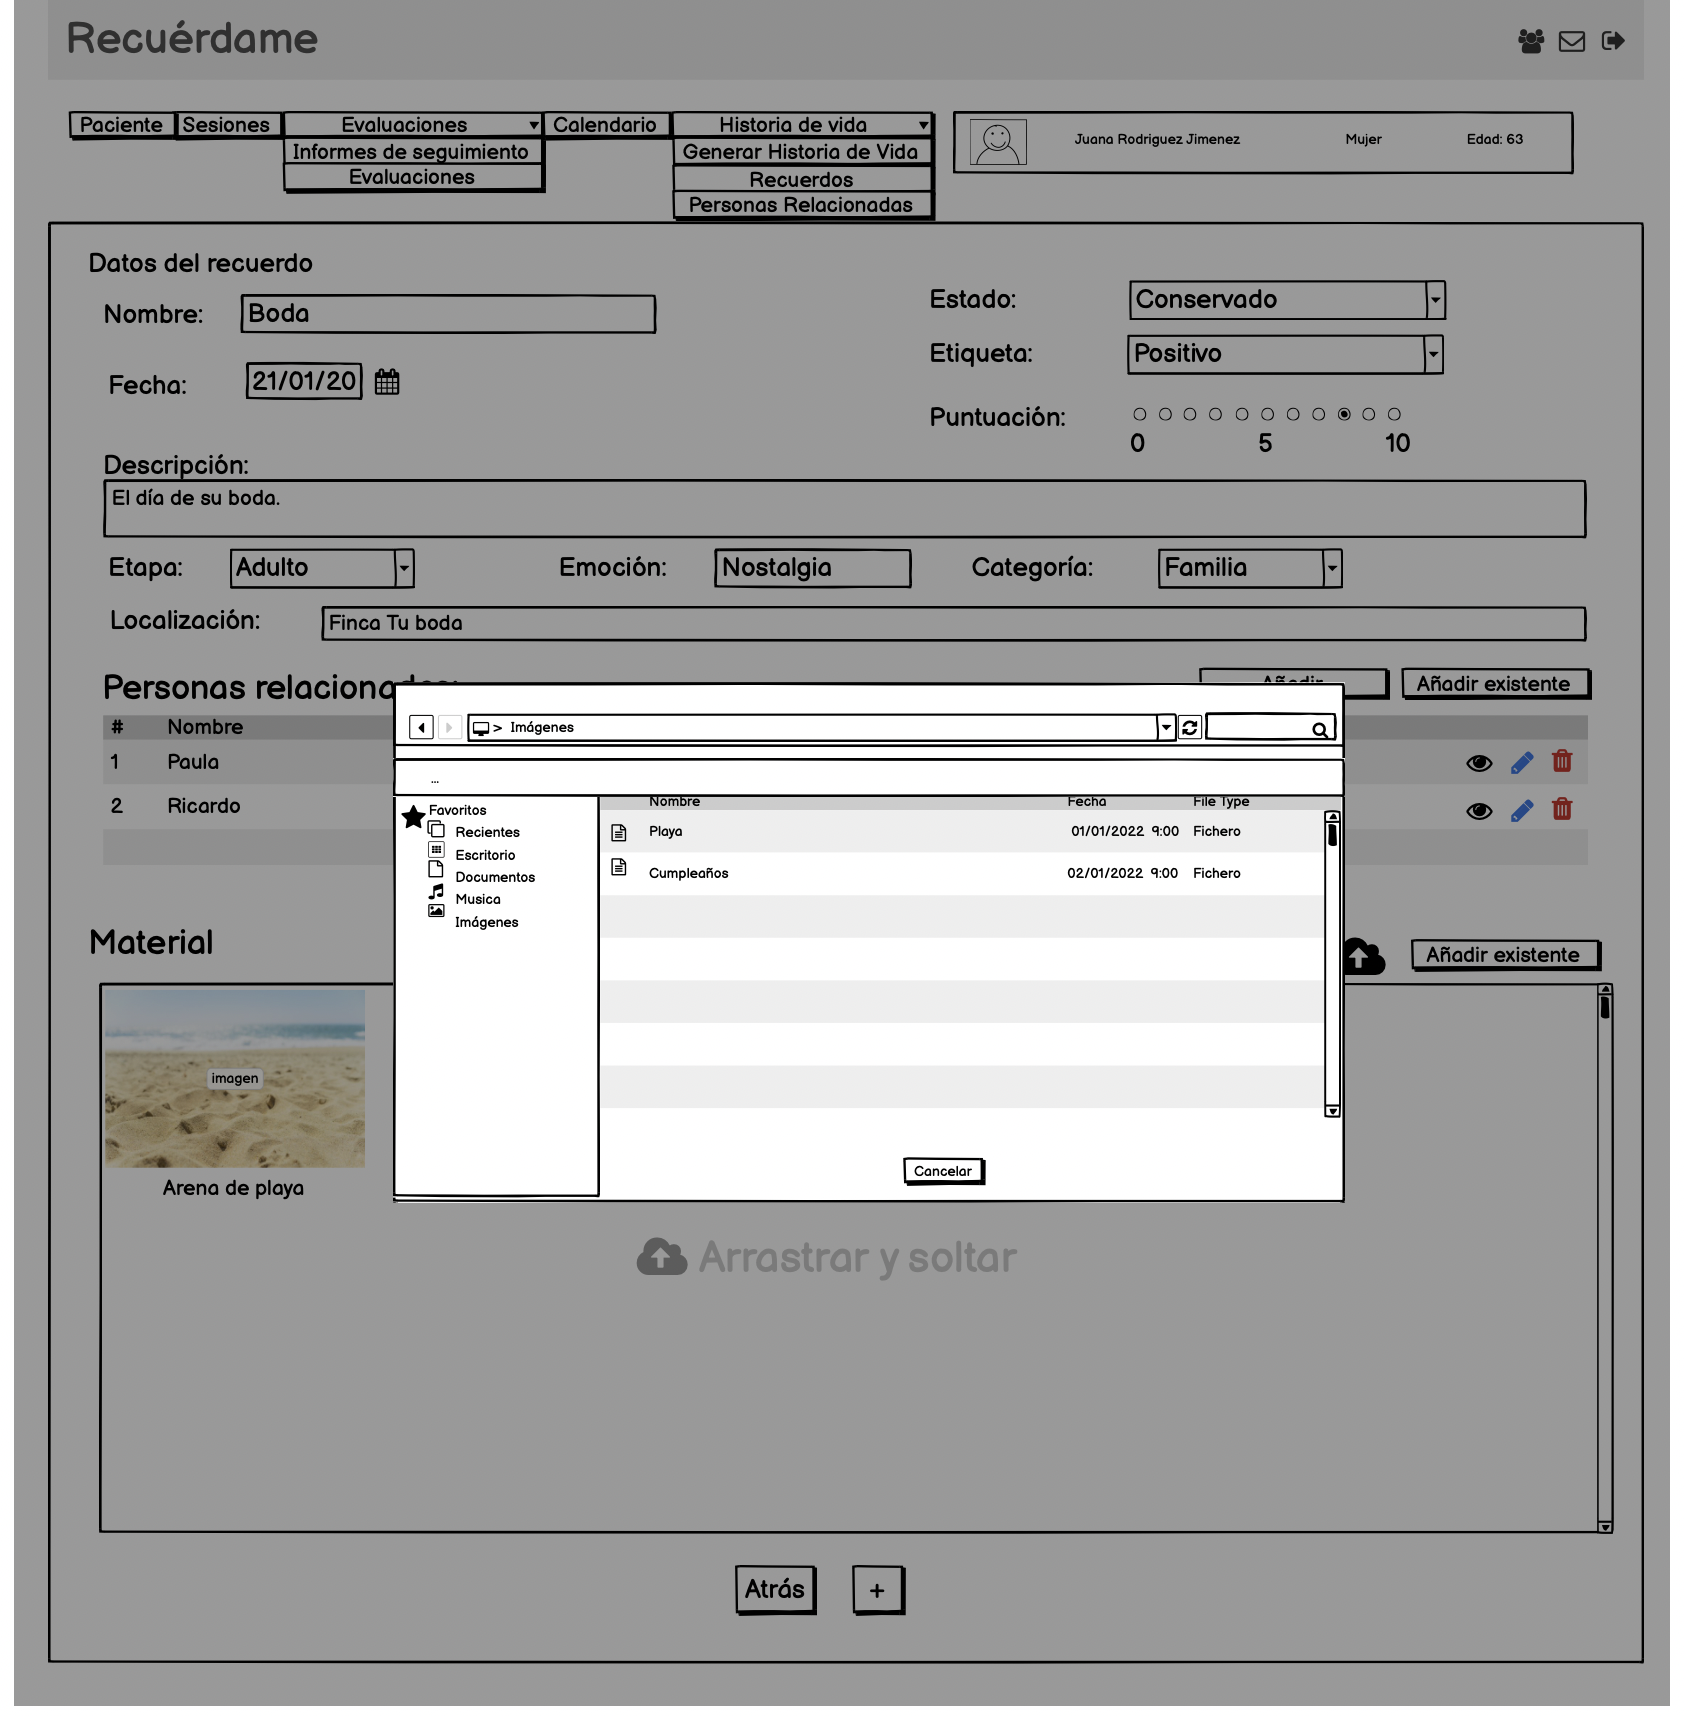 Recuérdame
Paciente Sesiones Evaluaciones Calendario Historia de vida
Informes de seguimiento Generar Historia de Vida
Evaluaciones Recuerdos
Personas Relacionadas
Juana Rodriguez Jimenez Mujer Edad: 63
Datos del recuerdo
Nombre: Boda
Estado: Conservado
Etiqueta: Positivo
Fecha: 21/01/20
Puntuación:
0 5 10
Descripción:
El día de su boda.
Etapa: Adulto Emoción: Nostalgia Categoría: Familia
Localización: Finca Tu boda
Personas relacionadas: Añadir Añadir existente
# Nombre
1 Paula
2 Ricardo
> Imágenes
...
Favoritos
Recientes
Escritorio
Documentos
Musica
Imágenes
Nombre Fecha File Type
Playa 01/01/2022 9:00 Fichero
Cumpleaños 02/01/2022 9:00 Fichero
Cancelar
Material Añadir existente
imagen
Arena de playa
Arrastrar y soltar
Atrás +